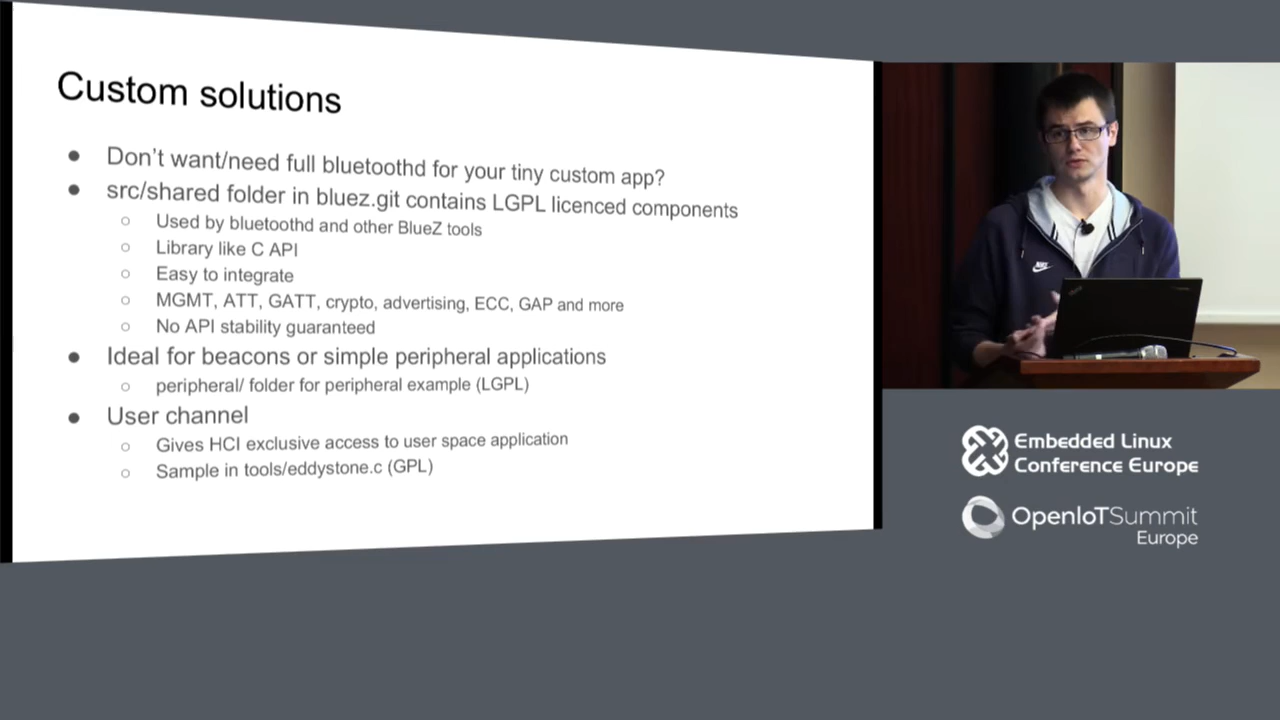 Custom solutions
● Don't want/need full bluetoothd for your tiny custom app?
● src/shared folder in bluez.git contains LGPL licenced components
○ Used by bluetoothd and other BlueZ tools
○ Library like C API
○ Easy to integrate
○ MGMT, ATT, GATT, crypto, advertising, ECC, GAP and more
○ No API stability guaranteed
● Ideal for beacons or simple peripheral applications
○ peripheral/ folder for peripheral example (LGPL)
● User channel
○ Gives HCI exclusive access to user space application
○ Sample in tools/eddystone.c (GPL)
Embedded Linux
Conference Europe
OpenIoTSummit
Europe